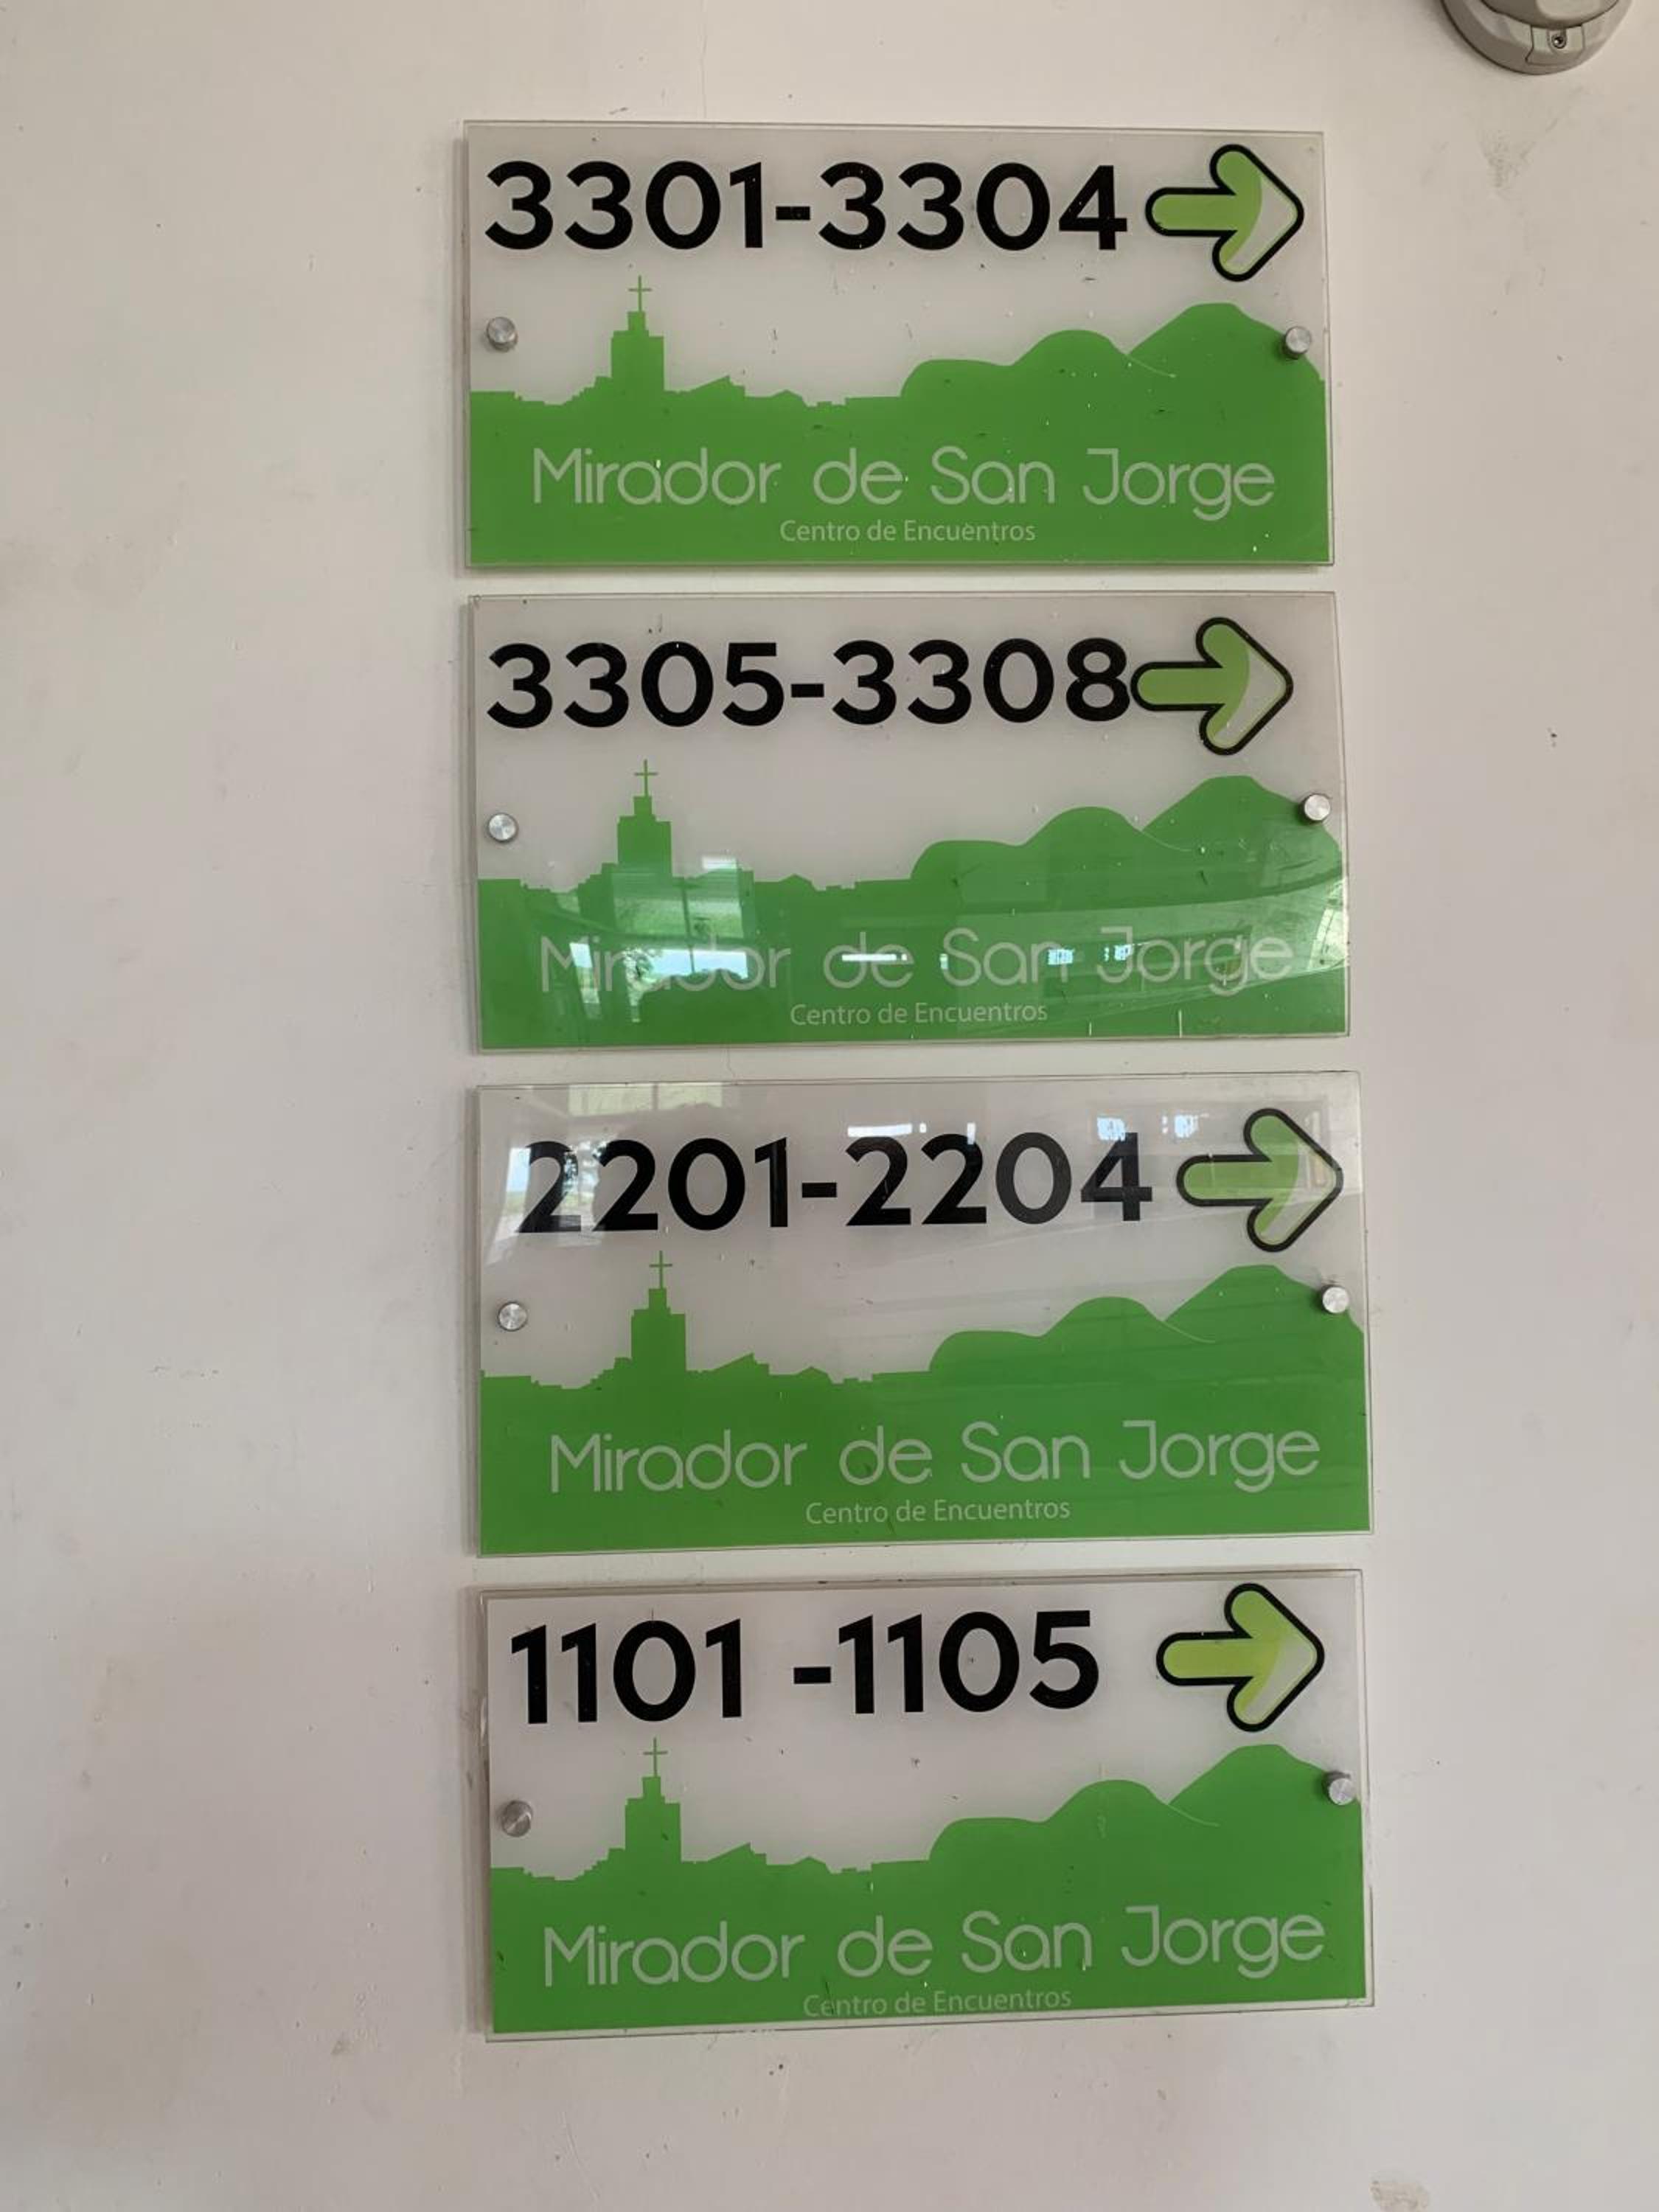 3301-3304
Mirador de San Jorge
Centro de Encuentros
3305-3308
Mirador de San Jorge
Centro de Encuentros
2201-2204
Mirador de San Jorge
Centro de Encuentros
1101 -1105
Mirador de San Jorge
Centro de Encuentros